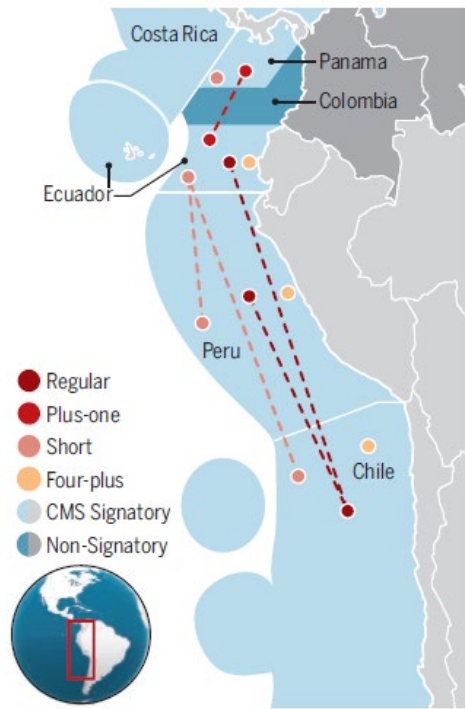 Costa Rica
Panama
Colombia
Ecuador
Peru
Chile
Regular
Plus-one
Short
Four-plus
CMS Signatory
Non-Signatory